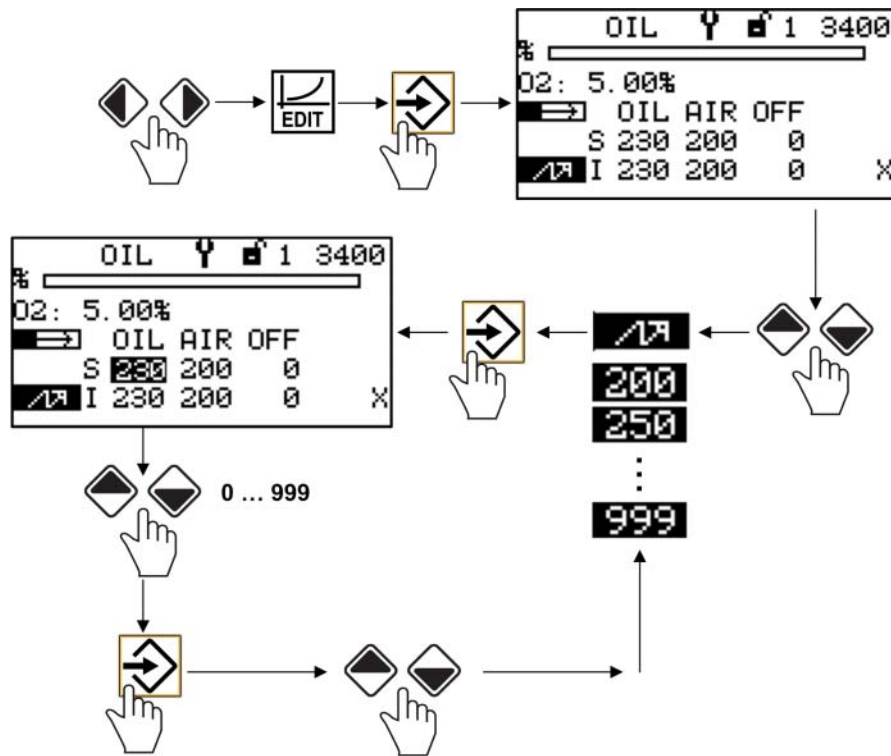 OIL 1 3400
%
O2: 5.00%
OIL AIR OFF
S 230 200 0
I 230 200 0 X
EDIT
OIL 1 3400
%
O2: 5.00%
OIL AIR OFF
S 230 200 0
I 230 200 0 X
200
250
⋮
999
0 ... 999